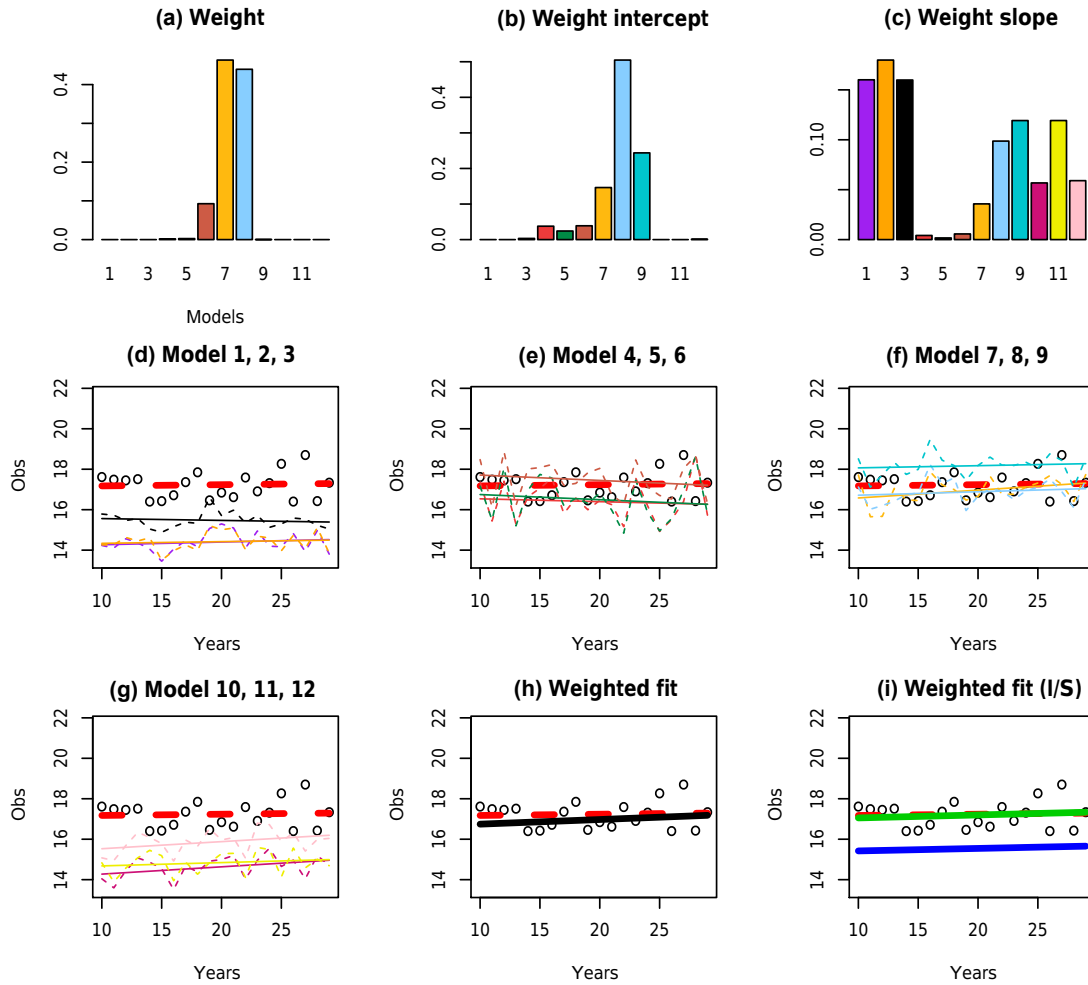 (a) Weight
0.0 0.2 0.4
1 3 5 7 9 11
Models
(b) Weight intercept
0.0 0.2 0.4
1 3 5 7 9 11
(c) Weight slope
0.00 0.10
1 3 5 7 9 11
(d) Model 1, 2, 3
Obs
14 16 18 20 22
10 15 20 25
Years
(e) Model 4, 5, 6
Obs
14 16 18 20 22
10 15 20 25
Years
(f) Model 7, 8, 9
Obs
14 16 18 20 22
10 15 20 25
Years
(g) Model 10, 11, 12
Obs
14 16 18 20 22
10 15 20 25
Years
(h) Weighted fit
Obs
14 16 18 20 22
10 15 20 25
Years
(i) Weighted fit (I/S)
Obs
14 16 18 20 22
10 15 20 25
Years